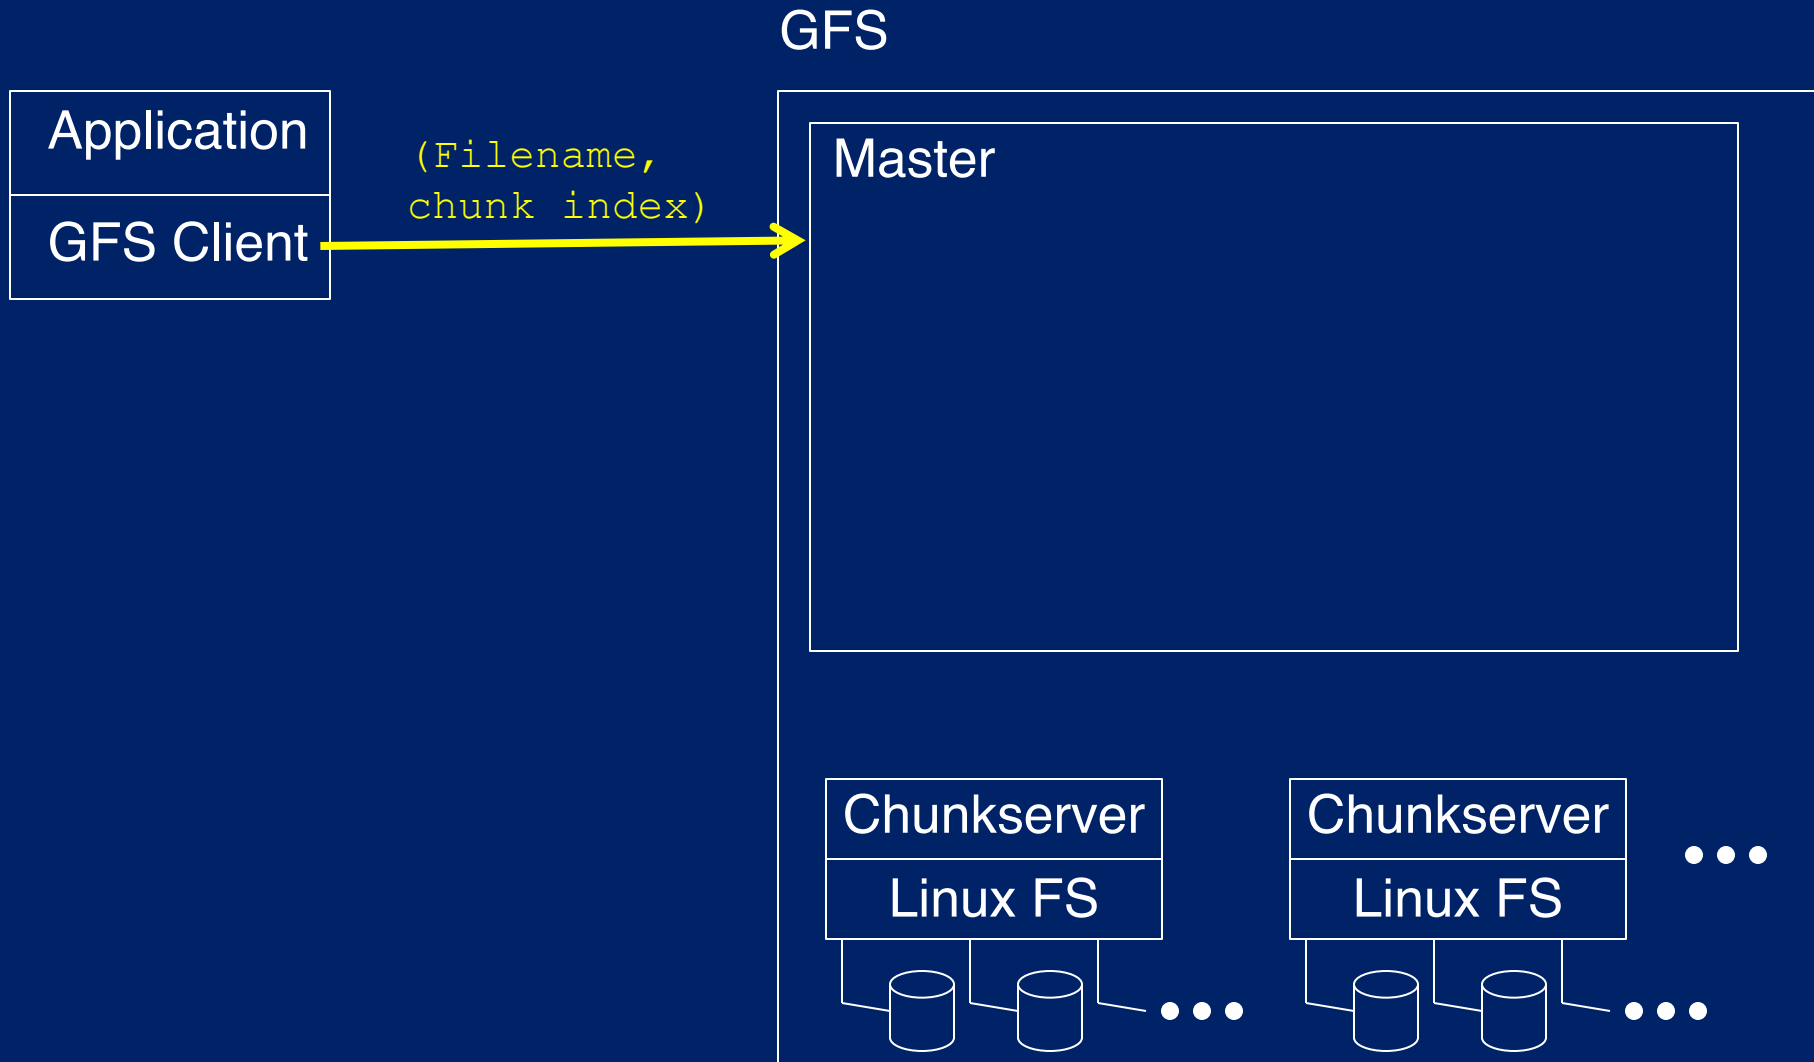 GFS
Application
GFS Client
(Filename,
chunk index)
Master
Chunkserver
Linux FS
Chunkserver
Linux FS